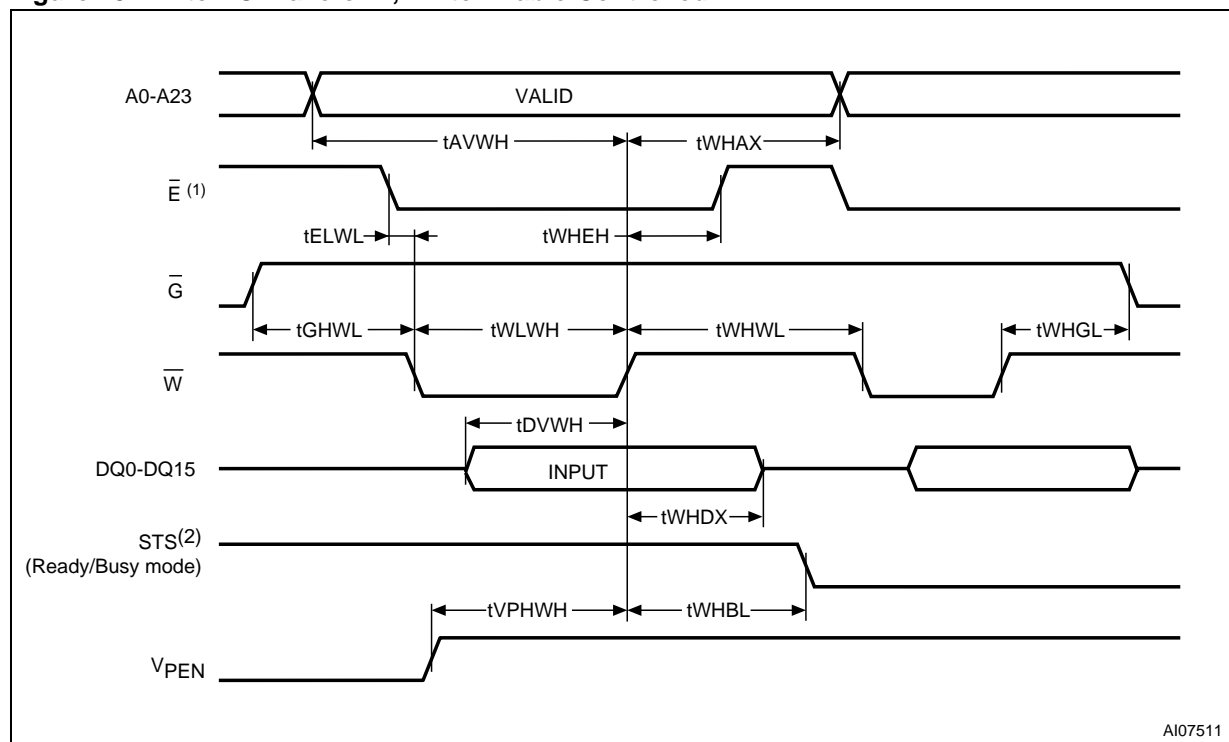 A0-A23
VALID
tAVWH
tWHAX
E̅ (1)
tELWL
tWHEH
G̅
tGHWL
tWLWH
tWHWL
tWHGL
W̅
tDVWH
DQ0-DQ15
INPUT
tWHDX
STS(2)
(Ready/Busy mode)
tVPHWH
tWHBL
VPEN
AI07511